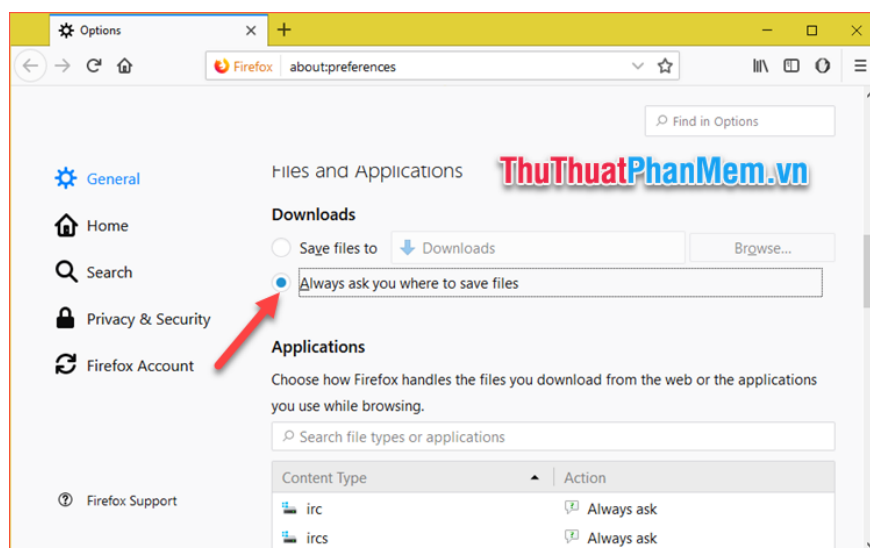 Options
Firefox about:preferences
Find in Options
ThuThuatPhanMem.vn
General
Home
Search
Privacy & Security
Firefox Account
Firefox Support
Files and Applications
Downloads
Save files to Downloads Browse...
Always ask you where to save files
Applications
Choose how Firefox handles the files you download from the web or the applications
you use while browsing.
Search file types or applications
Content Type Action
irc Always ask
ircs Always ask